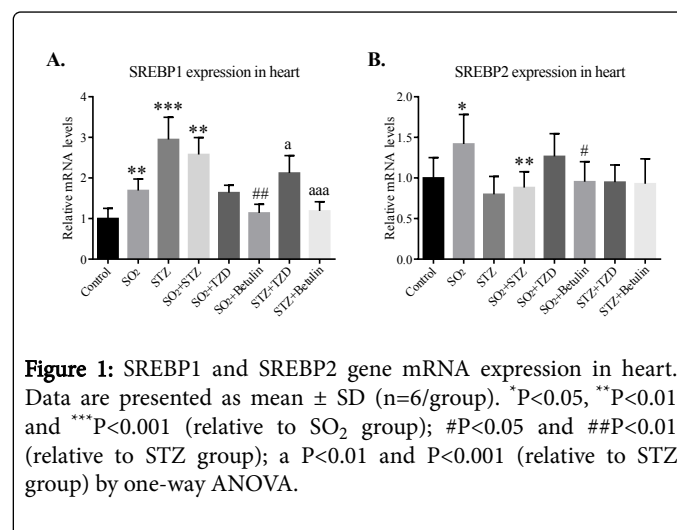 A.
SREBP1 expression in heart
Relative mRNA levels
4
3
2
1
0
**
***
**
##
a
aaa
Control
SO₂
STZ
SO₂+STZ
SO₂+TZD
SO₂+Betulin
STZ+TZD
STZ+Betulin
B.
SREBP2 expression in heart
Relative mRNA levels
2.0
1.5
1.0
0.5
0.0
*
**
#
Control
SO₂
STZ
SO₂+STZ
SO₂+TZD
SO₂+Betulin
STZ+TZD
STZ+Betulin
Figure 1: SREBP1 and SREBP2 gene mRNA expression in heart.
Data are presented as mean ± SD (n=6/group). *P<0.05, **P<0.01
and ***P<0.001 (relative to SO₂ group); #P<0.05 and ##P<0.01
(relative to STZ group); a P<0.01 and P<0.001 (relative to STZ
group) by one-way ANOVA.